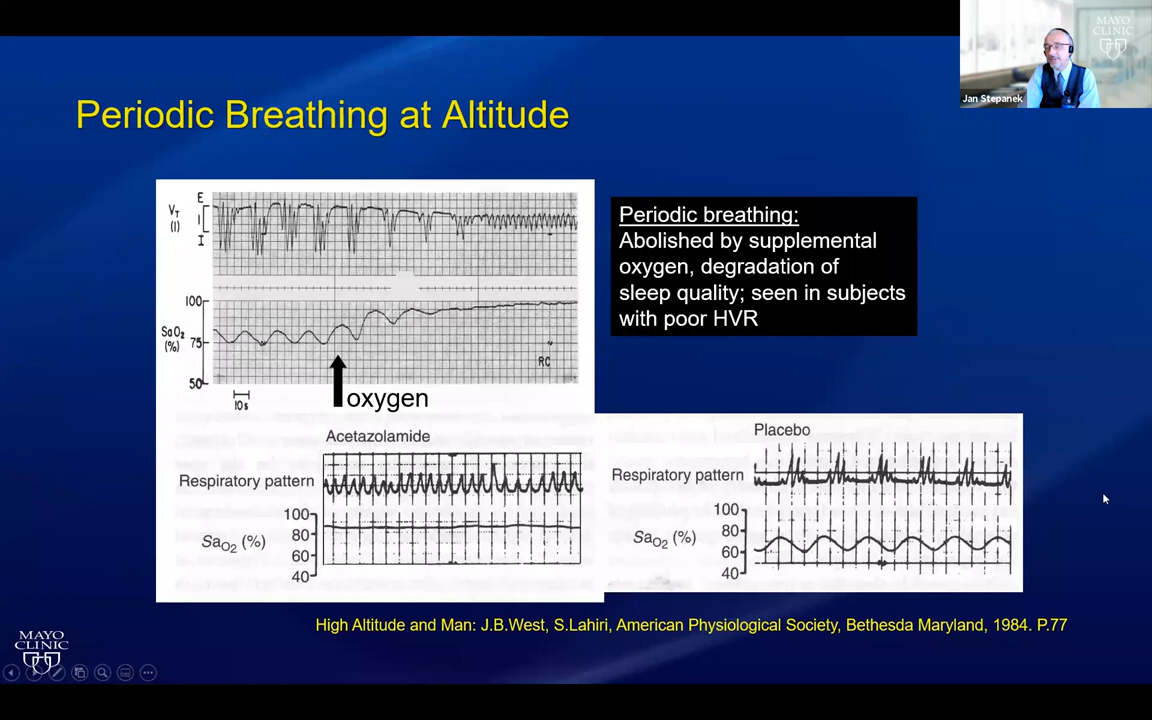 MAYO
CLINIC
Jan Stepanek
Periodic Breathing at Altitude
E
VT
(l)
I
I
100
SaO2
(%)
75
50
10s
RC
oxygen
Periodic breathing:
Abolished by supplemental
oxygen, degradation of
sleep quality; seen in subjects
with poor HVR
Acetazolamide
Respiratory pattern
100
80
SaO2 (%)
60
40
Placebo
Respiratory pattern
100
80
SaO2 (%)
60
40
High Altitude and Man: J.B.West, S.Lahiri, American Physiological Society, Bethesda Maryland, 1984. P.77
MAYO
CLINIC